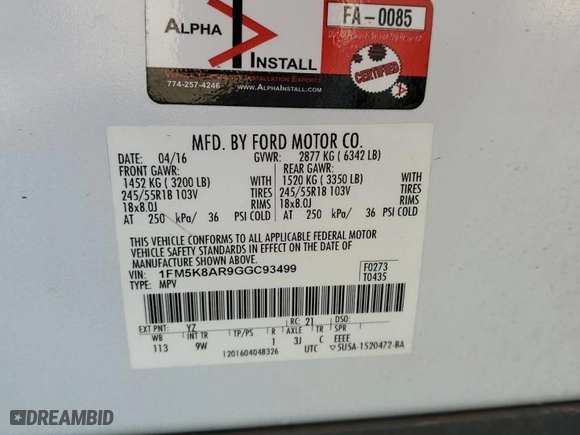 ALPHA INSTALL
FA-0085
CERTIFIED
774-257-4246
WWW.ALPHAINSTALL.COM
MFD. BY FORD MOTOR CO.
DATE: 04/16 GVWR: 2877 KG ( 6342 LB)
FRONT GAWR: REAR GAWR:
1452 KG ( 3200 LB) WITH 1520 KG ( 3350 LB) WITH
245/55R18 103V TIRES 245/55R18 103V TIRES
18x8.0J RIMS 18x8.0J RIMS
AT 250 kPa/ 36 PSI COLD AT 250 kPa/ 36 PSI COLD
THIS VEHICLE CONFORMS TO ALL APPLICABLE FEDERAL MOTOR
VEHICLE SAFETY STANDARDS IN EFFECT ON THE DATE OF
MANUFACTURE SHOWN ABOVE.
VIN: 1FM5K8AR9GGC93499 F0273
TYPE: MPV T0435
EXT PNT: YZ RC: 21 DSO:
WB INT TR TP/PS R AXLE TR SPR
113 9W 1 3J C EEEE
1201604048326 UTC ▽5U5A-1520472-BA
DREAMBID